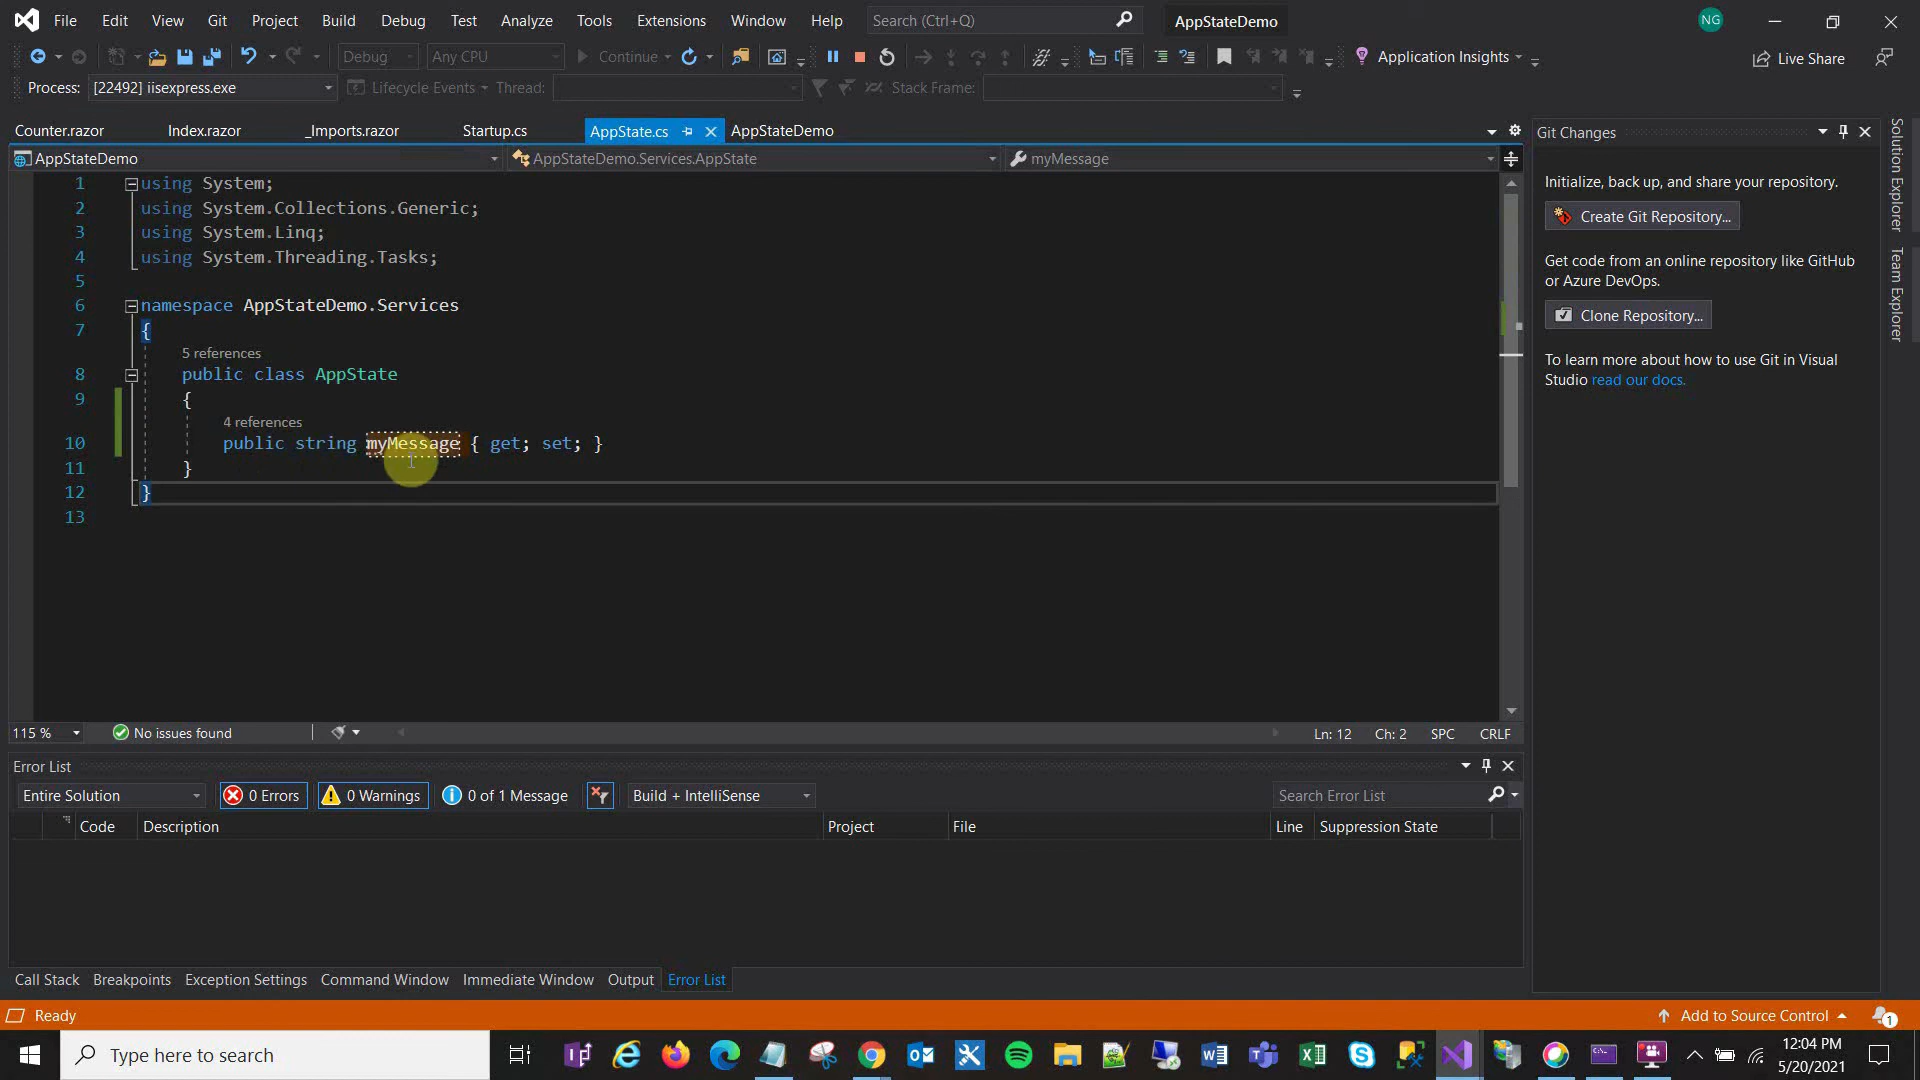 File Edit View Git Project Build Debug Test Analyze Tools Extensions Window Help Search (Ctrl+Q) AppStateDemo NG
Debug Any CPU Continue Application Insights Live Share
Process: [22492] iisexpress.exe Lifecycle Events Thread: Stack Frame:
Counter.razor Index.razor _Imports.razor Startup.cs AppState.cs AppStateDemo
AppStateDemo AppStateDemo.Services.AppState myMessage
1 using System;
2 using System.Collections.Generic;
3 using System.Linq;
4 using System.Threading.Tasks;
5
6 namespace AppStateDemo.Services
7 {
5 references
8 public class AppState
9 {
4 references
10 public string myMessage { get; set; }
11 }
12 }
13
115 % No issues found Ln: 12 Ch: 2 SPC CRLF
Error List
Entire Solution 0 Errors 0 Warnings 0 of 1 Message Build + IntelliSense Search Error List
Code Description Project File Line Suppression State
Call Stack Breakpoints Exception Settings Command Window Immediate Window Output Error List
Git Changes
Initialize, back up, and share your repository.
Create Git Repository...
Get code from an online repository like GitHub
or Azure DevOps.
Clone Repository...
To learn more about how to use Git in Visual
Studio read our docs.
Solution Explorer
Team Explorer
Ready Add to Source Control 1
Type here to search
12:04 PM
5/20/2021